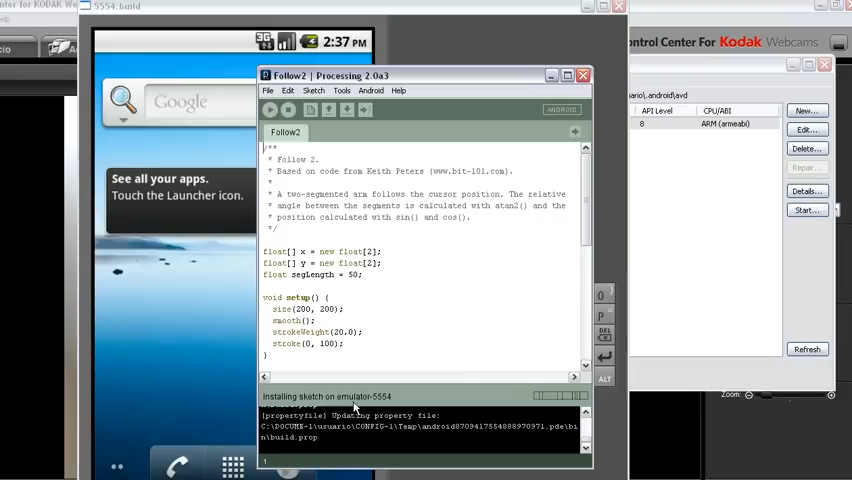 5554:build
ontrol Center For Kodak Webcams
2:37 PM
Google
See all your apps.
Touch the Launcher icon.
Follow2 | Processing 2.0a3
File Edit Sketch Tools Android Help
ANDROID
Follow2
/**
* Follow 2.
* Based on code from Keith Peters (www.bit-101.com).
*
* A two-segmented arm follows the cursor position. The relative
* angle between the segments is calculated with atan2() and the
* position calculated with sin() and cos().
*/
float[] x = new float[2];
float[] y = new float[2];
float segLength = 50;
void setup() {
size(200, 200);
smooth();
strokeWeight(20.0);
stroke(0, 100);
}
Installing sketch on emulator-5554
[propertyfile] Updating property file:
C:\DOCUME~1\usuario\CONFIG~1\Temp\android8709417554888970971.pde\bi
n\build.prop
1
O
P
DEL
ALT
uario\.android\avd
API Level CPU/ABI
8 ARM (armeabi)
New...
Edit...
Delete...
Repair...
Details...
Start...
Refresh
Zoom: